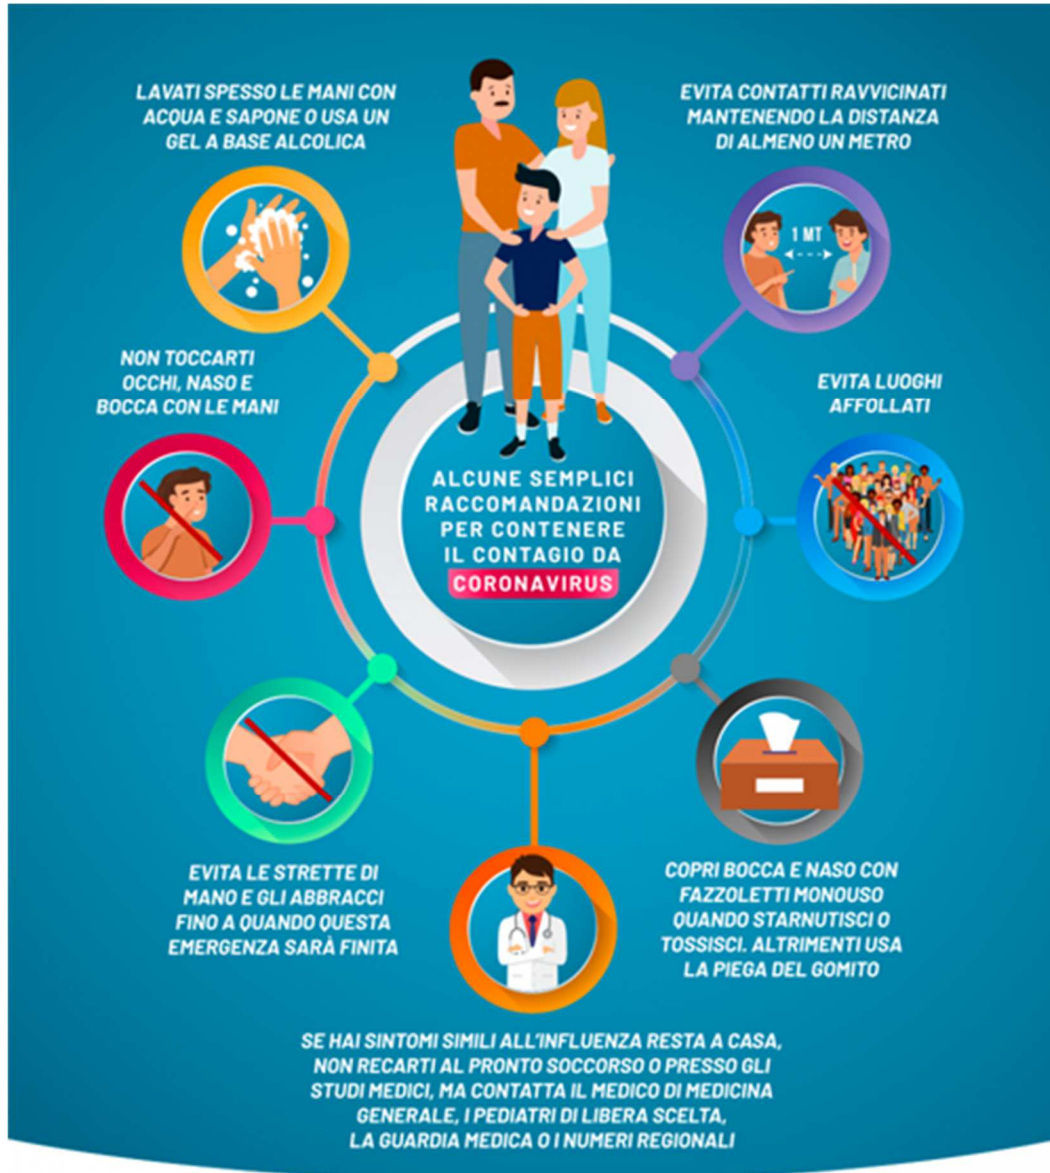 LAVATI SPESSO LE MANI CON
ACQUA E SAPONE O USA UN
GEL A BASE ALCOLICA
EVITA CONTATTI RAVVICINATI
MANTENENDO LA DISTANZA
DI ALMENO UN METRO
1 MT
NON TOCCARTI
OCCHI, NASO E
BOCCA CON LE MANI
EVITA LUOGHI
AFFOLLATI
ALCUNE SEMPLICI
RACCOMANDAZIONI
PER CONTENERE
IL CONTAGIO DA
CORONAVIRUS
EVITA LE STRETTE DI
MANO E GLI ABBRACCI
FINO A QUANDO QUESTA
EMERGENZA SARÀ FINITA
COPRI BOCCA E NASO CON
FAZZOLETTI MONOUSO
QUANDO STARNUTISCI O
TOSSISCI. ALTRIMENTI USA
LA PIEGA DEL GOMITO
SE HAI SINTOMI SIMILI ALL'INFLUENZA RESTA A CASA,
NON RECARTI AL PRONTO SOCCORSO O PRESSO GLI
STUDI MEDICI, MA CONTATTA IL MEDICO DI MEDICINA
GENERALE, I PEDIATRI DI LIBERA SCELTA,
LA GUARDIA MEDICA O I NUMERI REGIONALI